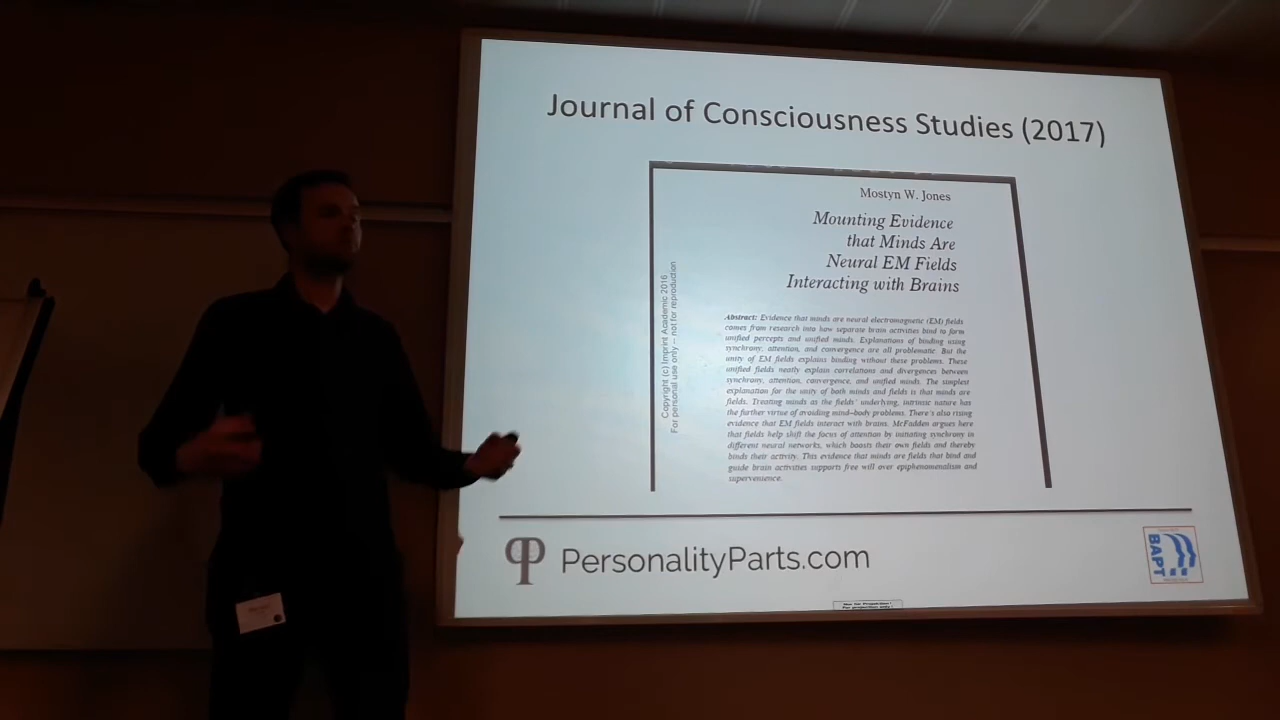 Journal of Consciousness Studies (2017)
Mostyn W. Jones
Mounting Evidence
that Minds Are
Neural EM Fields
Interacting with Brains
Copyright (c) Imprint Academic 2016
For personal use only -- not for reproduction
Abstract: Evidence that minds are neural electromagnetic (EM) fields
comes from research into how separate brain activities bind to form
unified percepts and unified minds. Explanations of binding using
synchrony, attention, and convergence are all problematic. But the
unity of EM fields explains binding without these problems. These
unified fields neatly explain correlations and divergences between
synchrony, attention, convergence, and unified minds. The simplest
explanation for the unity of both minds and fields is that minds are
fields. Treating minds as the fields' underlying, intrinsic nature has
the further virtue of avoiding mind–body problems. There's also rising
evidence that EM fields interact with brains. McFadden argues here
that fields help shift the focus of attention by initiating synchrony in
different neural networks, which boosts their own fields and thereby
binds their activity. This evidence that minds are fields that bind and
guide brain activities supports free will over epiphenomenalism and
supervenience.
PersonalityParts.com
BAPT
For projection only!